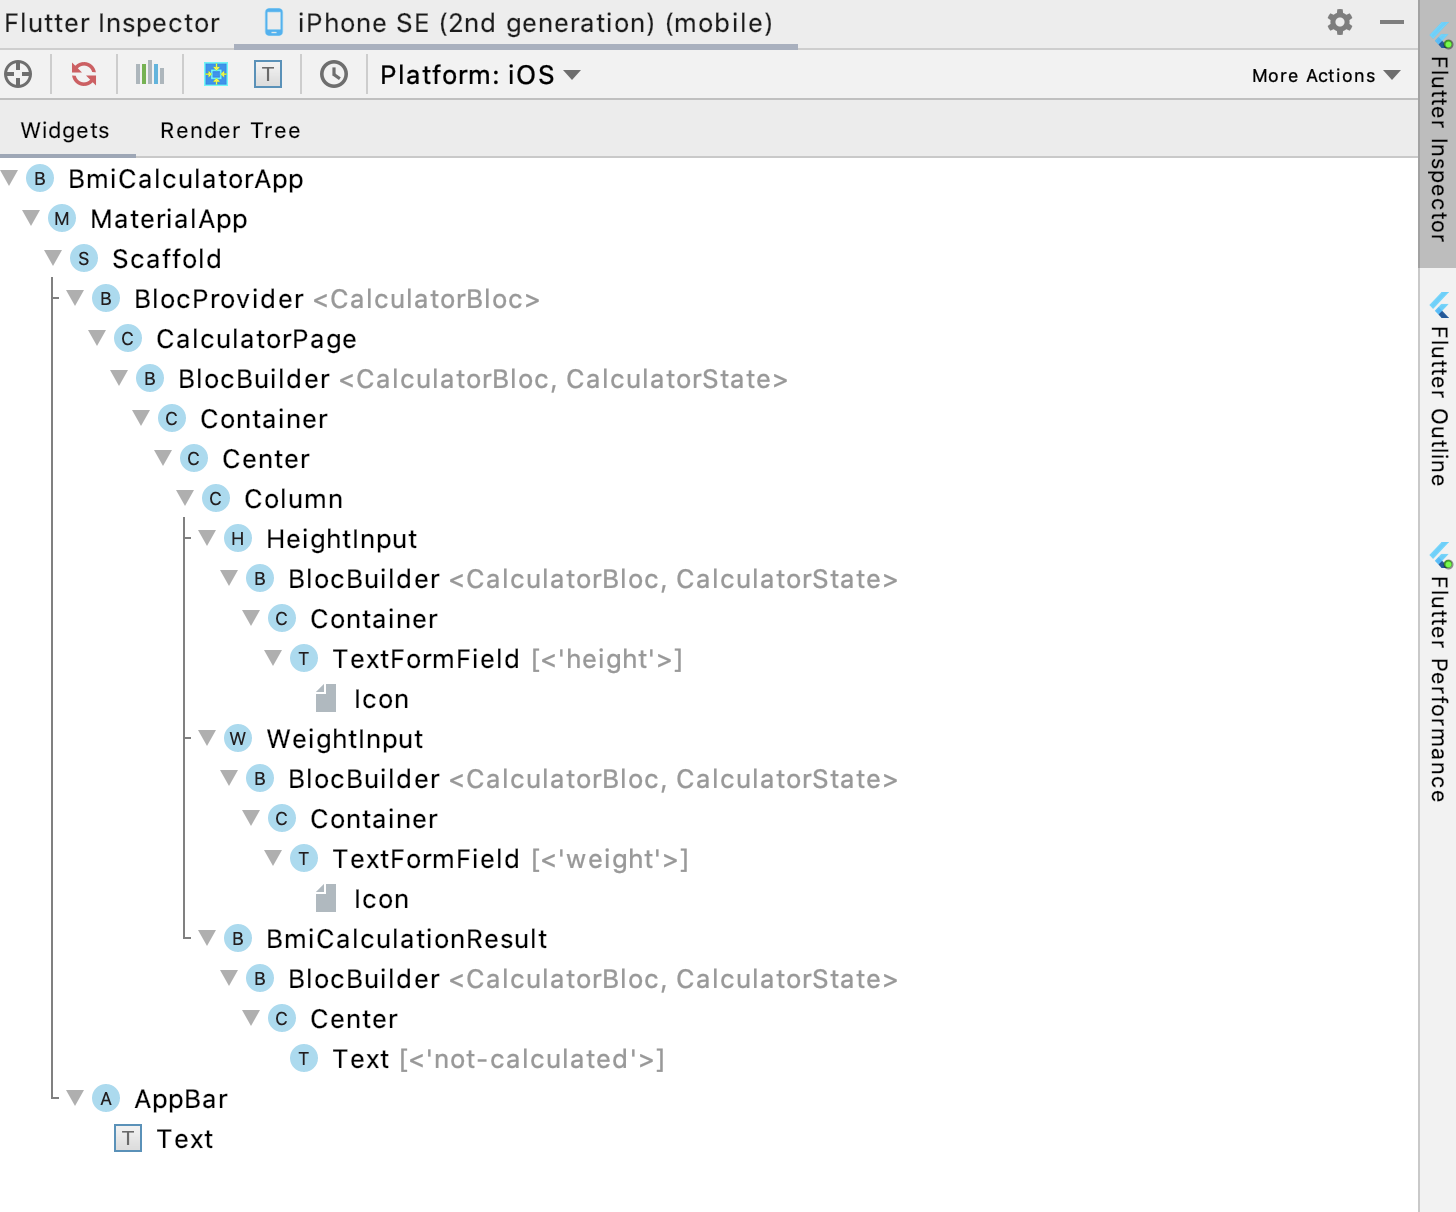 Flutter Inspector
iPhone SE (2nd generation) (mobile)
T
Platform: iOS
More Actions
Widgets
Render Tree
B BmiCalculatorApp
M MaterialApp
S Scaffold
B BlocProvider <CalculatorBloc>
C CalculatorPage
B BlocBuilder <CalculatorBloc, CalculatorState>
C Container
C Center
C Column
H HeightInput
B BlocBuilder <CalculatorBloc, CalculatorState>
C Container
T TextFormField [<'height'>]
Icon
W WeightInput
B BlocBuilder <CalculatorBloc, CalculatorState>
C Container
T TextFormField [<'weight'>]
Icon
B BmiCalculationResult
B BlocBuilder <CalculatorBloc, CalculatorState>
C Center
T Text [<'not-calculated'>]
A AppBar
T Text
Flutter Inspector
Flutter Outline
Flutter Performance